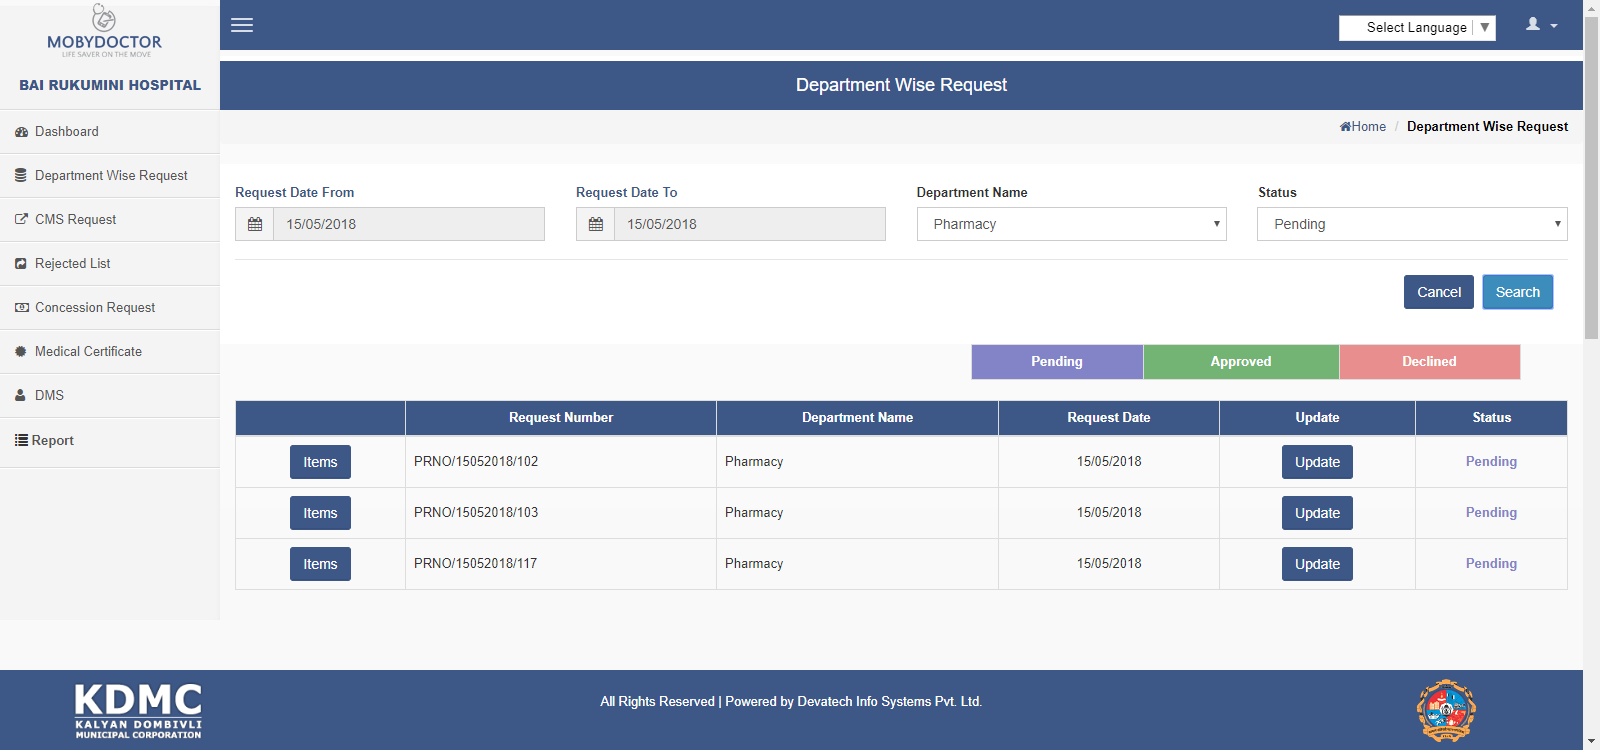 MOBYDOCTOR
LIFE SAVER ON THE MOVE
BAI RUKUMINI HOSPITAL
Dashboard
Department Wise Request
CMS Request
Rejected List
Concession Request
Medical Certificate
DMS
Report
Select Language
Department Wise Request
Home / Department Wise Request
Request Date From Request Date To Department Name Status
15/05/2018 15/05/2018 Pharmacy Pending
Cancel Search
Pending Approved Declined
Request Number Department Name Request Date Update Status
Items PRNO/15052018/102 Pharmacy 15/05/2018 Update Pending
Items PRNO/15052018/103 Pharmacy 15/05/2018 Update Pending
Items PRNO/15052018/117 Pharmacy 15/05/2018 Update Pending
KDMC
KALYAN DOMBIVLI
MUNICIPAL CORPORATION
All Rights Reserved | Powered by Devatech Info Systems Pvt. Ltd.